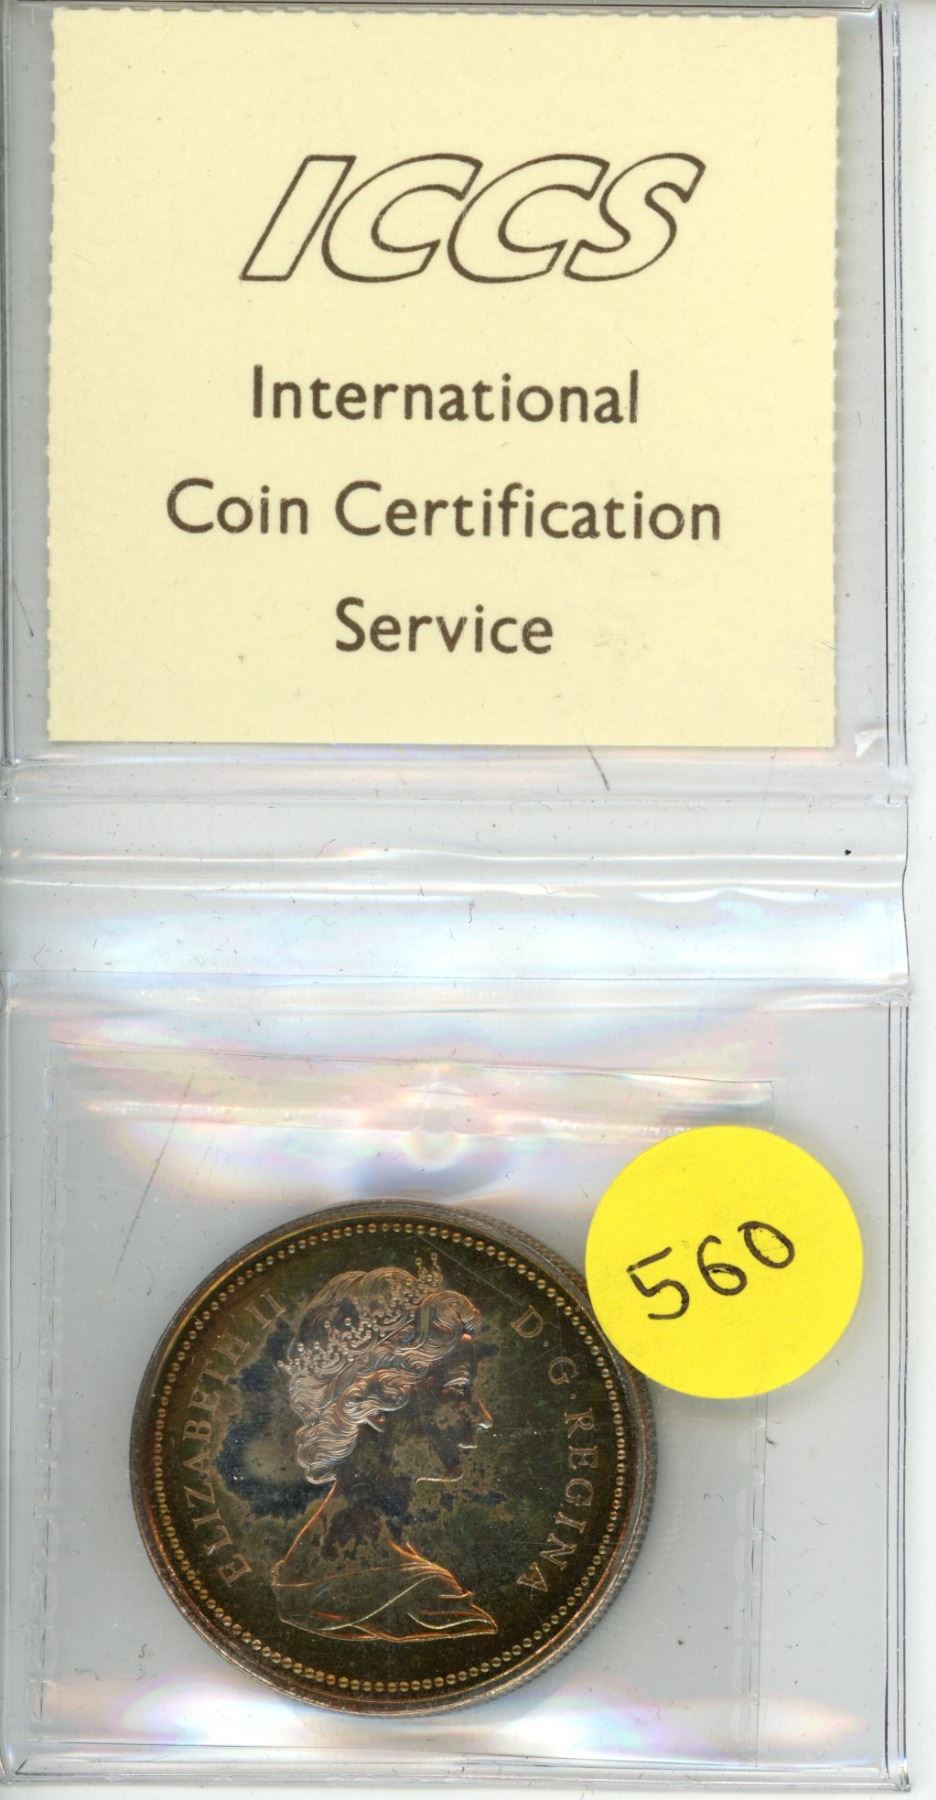 ICCS
International
Coin Certification
Service
560
ELIZABETH II D·G·REGINA